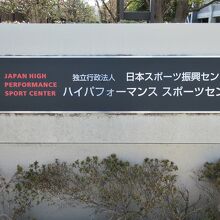 JAPAN HIGH
PERFORMANCE
SPORT CENTER
独立行政法人 日本スポーツ振興セン
ハイパフォーマンス スポーツセン